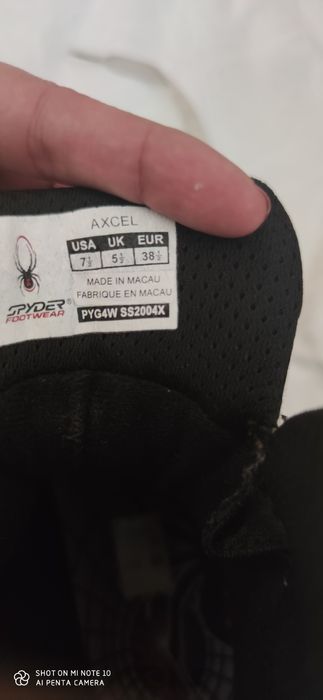 AXCEL
USA UK EUR
7½ 5½ 38½
MADE IN MACAU
FABRIQUE EN MACAU
SPYDER®
FOOTWEAR
PYG4W SS2004X
SHOT ON MI NOTE 10
AI PENTA CAMERA